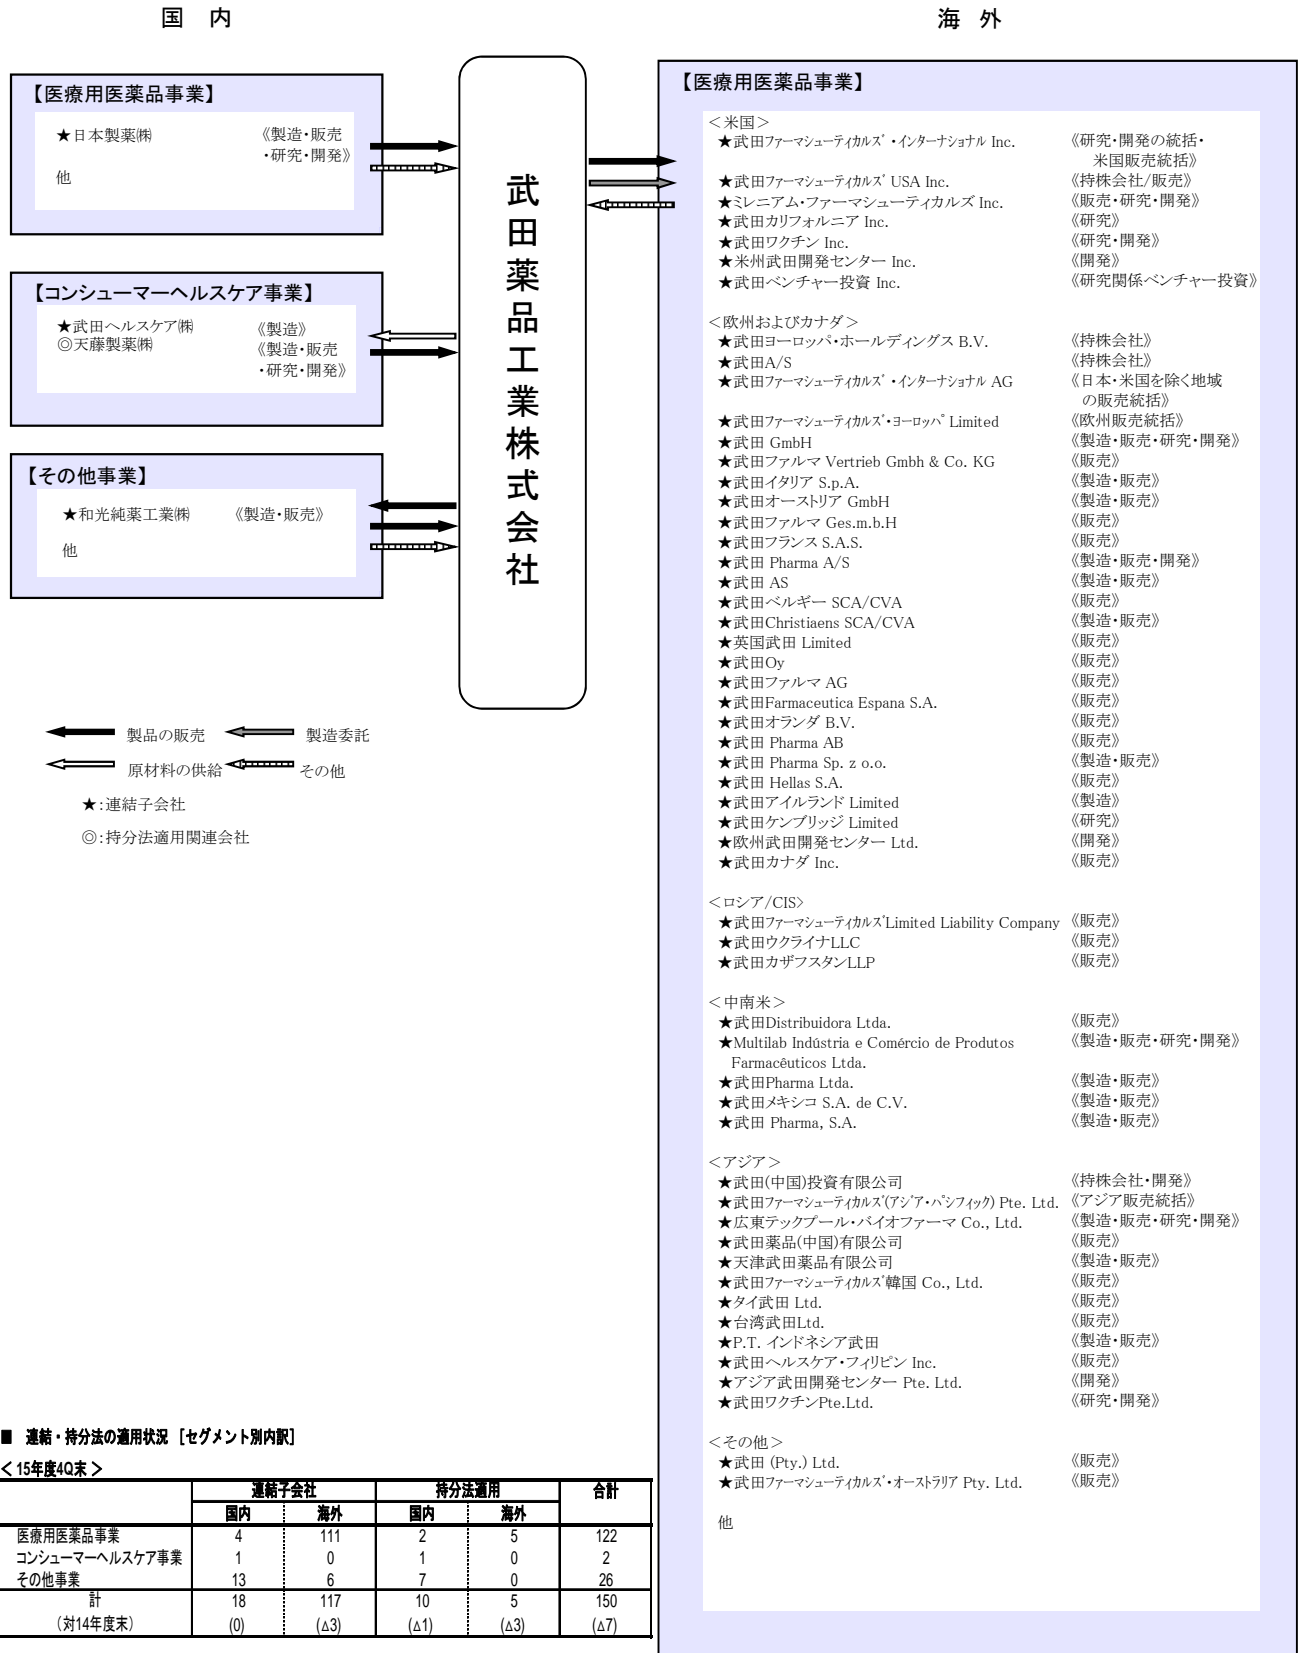 国 内
海 外
【医療用医薬品事業】
★日本製薬㈱ 《製造・販売
・研究・開発》
他
【コンシューマーヘルスケア事業】
★武田ヘルスケア㈱ 《製造》
◎天藤製薬㈱ 《製造・販売
・研究・開発》
【その他事業】
★和光純薬工業㈱ 《製造・販売》
他
武田薬品工業株式会社
製品の販売 製造委託
原材料の供給 その他
★:連結子会社
◎:持分法適用関連会社
【医療用医薬品事業】
＜米国＞
★武田ファーマシューティカルズ・インターナショナル Inc. 《研究・開発の統括・
米国販売統括》
★武田ファーマシューティカルズ USA Inc. 《持株会社/販売》
★ミレニアム・ファーマシューティカルズ Inc. 《販売・研究・開発》
★武田カリフォルニア Inc. 《研究》
★武田ワクチン Inc. 《研究・開発》
★米州武田開発センター Inc. 《開発》
★武田ベンチャー投資 Inc. 《研究関係ベンチャー投資》
＜欧州およびカナダ＞
★武田ヨーロッパ・ホールディングス B.V. 《持株会社》
★武田A/S 《持株会社》
★武田ファーマシューティカルズ・インターナショナル AG 《日本・米国を除く地域
の販売統括》
★武田ファーマシューティカルズ・ヨーロッパ Limited 《欧州販売統括》
★武田 GmbH 《製造・販売・研究・開発》
★武田ファルマ Vertrieb Gmbh & Co. KG 《販売》
★武田イタリア S.p.A. 《製造・販売》
★武田オーストリア GmbH 《製造・販売》
★武田ファルマ Ges.m.b.H 《販売》
★武田フランス S.A.S. 《販売》
★武田 Pharma A/S 《製造・販売・開発》
★武田 AS 《製造・販売》
★武田ベルギー SCA/CVA 《販売》
★武田Christiaens SCA/CVA 《製造・販売》
★英国武田 Limited 《販売》
★武田Oy 《販売》
★武田ファルマ AG 《販売》
★武田Farmaceutica Espana S.A. 《販売》
★武田オランダ B.V. 《販売》
★武田 Pharma AB 《販売》
★武田 Pharma Sp. z o.o. 《製造・販売》
★武田 Hellas S.A. 《販売》
★武田アイルランド Limited 《製造》
★武田ケンブリッジ Limited 《研究》
★欧州武田開発センター Ltd. 《開発》
★武田カナダ Inc. 《販売》
＜ロシア/CIS＞
★武田ファーマシューティカルズLimited Liability Company 《販売》
★武田ウクライナLLC 《販売》
★武田カザフスタンLLP 《販売》
＜中南米＞
★武田Distribuidora Ltda. 《販売》
★Multilab Indústria e Comércio de Produtos 《製造・販売・研究・開発》
Farmacêuticos Ltda.
★武田Pharma Ltda. 《製造・販売》
★武田メキシコ S.A. de C.V. 《製造・販売》
★武田 Pharma, S.A. 《製造・販売》
＜アジア＞
★武田(中国)投資有限公司 《持株会社・開発》
★武田ファーマシューティカルズ(アジア・パシフィック) Pte. Ltd. 《アジア販売統括》
★広東テックプール・バイオファーマ Co., Ltd. 《製造・販売・研究・開発》
★武田薬品(中国)有限公司 《販売》
★天津武田薬品有限公司 《製造・販売》
★武田ファーマシューティカルズ韓国 Co., Ltd. 《販売》
★タイ武田 Ltd. 《販売》
★台湾武田Ltd. 《販売》
★P.T. インドネシア武田 《製造・販売》
★武田ヘルスケア・フィリピン Inc. 《販売》
★アジア武田開発センター Pte. Ltd. 《開発》
★武田ワクチンPte.Ltd. 《研究・開発》
＜その他＞
★武田 (Pty.) Ltd. 《販売》
★武田ファーマシューティカルズ・オーストラリア Pty. Ltd. 《販売》
他
■ 連結・持分法の適用状況 ［セグメント別内訳］
＜15年度4Q末＞
連結子会社 持分法適用 合計
国内 海外 国内 海外
医療用医薬品事業 4 111 2 5 122
コンシューマーヘルスケア事業 1 0 1 0 2
その他事業 13 6 7 0 26
計 18 117 10 5 150
（対14年度末） (0) (△3) (△1) (△3) (△7)